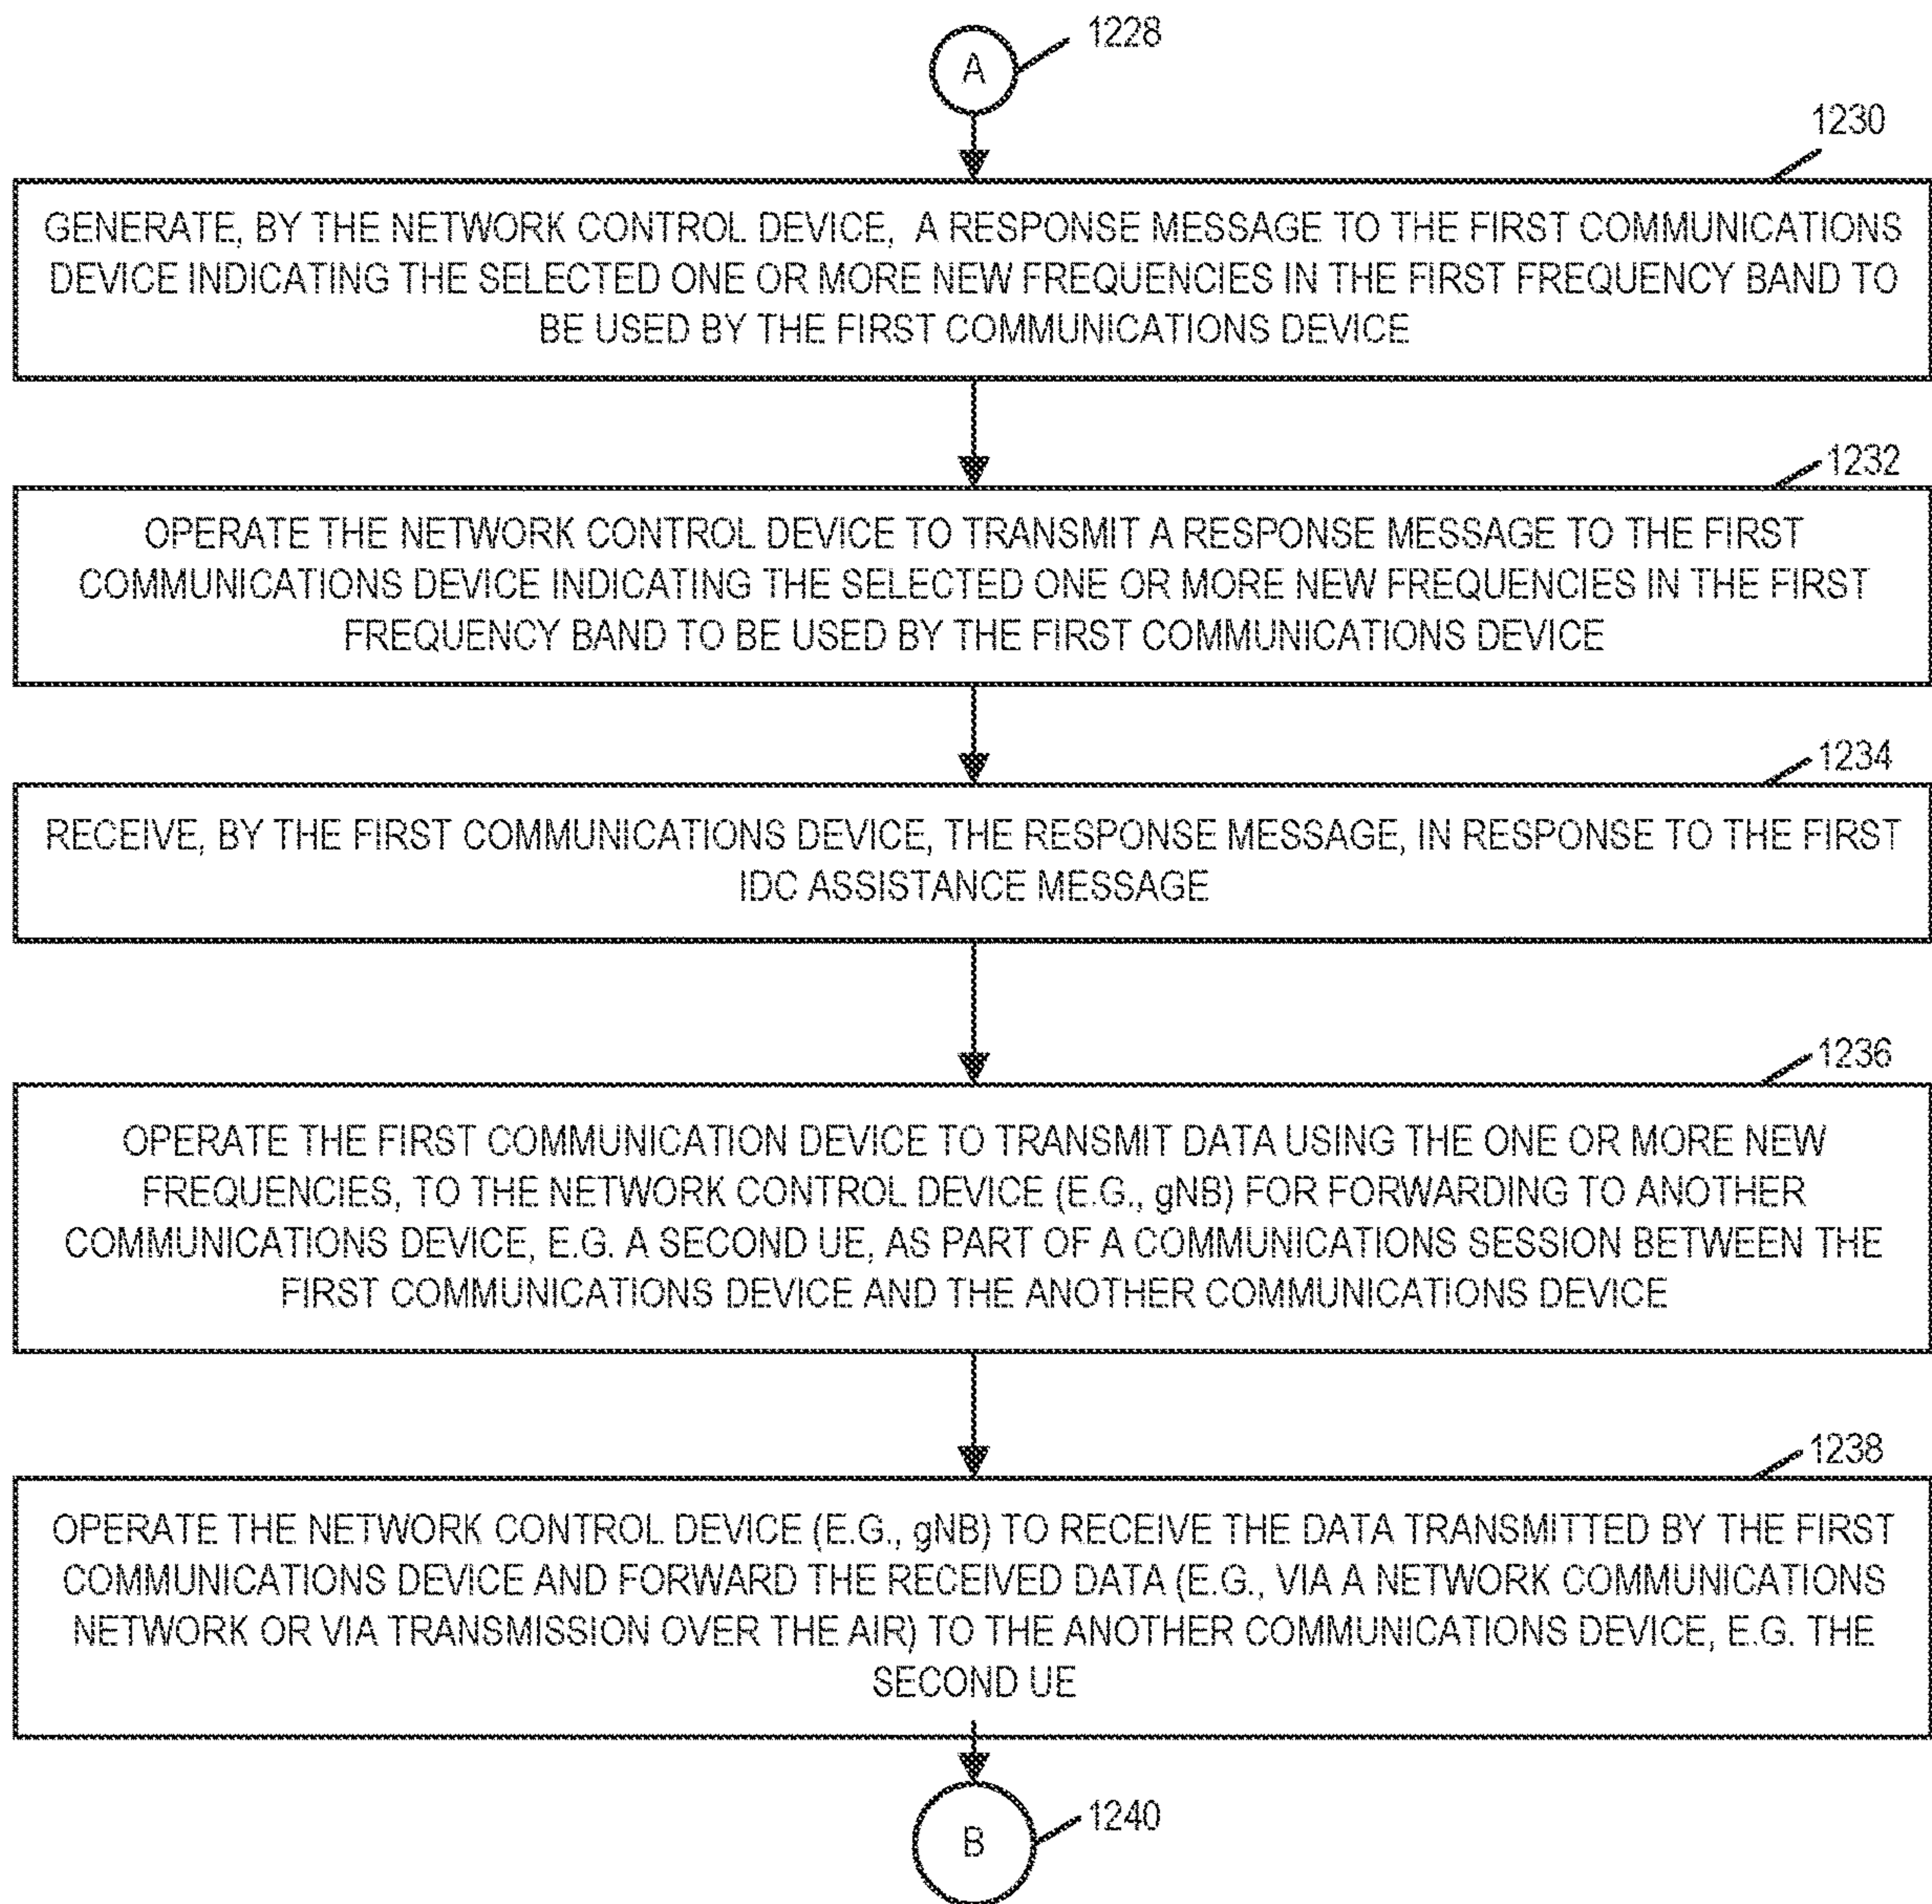 A
1228
1230
GENERATE, BY THE NETWORK CONTROL DEVICE, A RESPONSE MESSAGE TO THE FIRST COMMUNICATIONS
DEVICE INDICATING THE SELECTED ONE OR MORE NEW FREQUENCIES IN THE FIRST FREQUENCY BAND TO
BE USED BY THE FIRST COMMUNICATIONS DEVICE
1232
OPERATE THE NETWORK CONTROL DEVICE TO TRANSMIT A RESPONSE MESSAGE TO THE FIRST
COMMUNICATIONS DEVICE INDICATING THE SELECTED ONE OR MORE NEW FREQUENCIES IN THE FIRST
FREQUENCY BAND TO BE USED BY THE FIRST COMMUNICATIONS DEVICE
1234
RECEIVE, BY THE FIRST COMMUNICATIONS DEVICE, THE RESPONSE MESSAGE, IN RESPONSE TO THE FIRST
IDC ASSISTANCE MESSAGE
1236
OPERATE THE FIRST COMMUNICATION DEVICE TO TRANSMIT DATA USING THE ONE OR MORE NEW
FREQUENCIES, TO THE NETWORK CONTROL DEVICE (E.G., gNB) FOR FORWARDING TO ANOTHER
COMMUNICATIONS DEVICE, E.G. A SECOND UE, AS PART OF A COMMUNICATIONS SESSION BETWEEN THE
FIRST COMMUNICATIONS DEVICE AND THE ANOTHER COMMUNICATIONS DEVICE
1238
OPERATE THE NETWORK CONTROL DEVICE (E.G., gNB) TO RECEIVE THE DATA TRANSMITTED BY THE FIRST
COMMUNICATIONS DEVICE AND FORWARD THE RECEIVED DATA (E.G., VIA A NETWORK COMMUNICATIONS
NETWORK OR VIA TRANSMISSION OVER THE AIR) TO THE ANOTHER COMMUNICATIONS DEVICE, E.G. THE
SECOND UE
B
1240